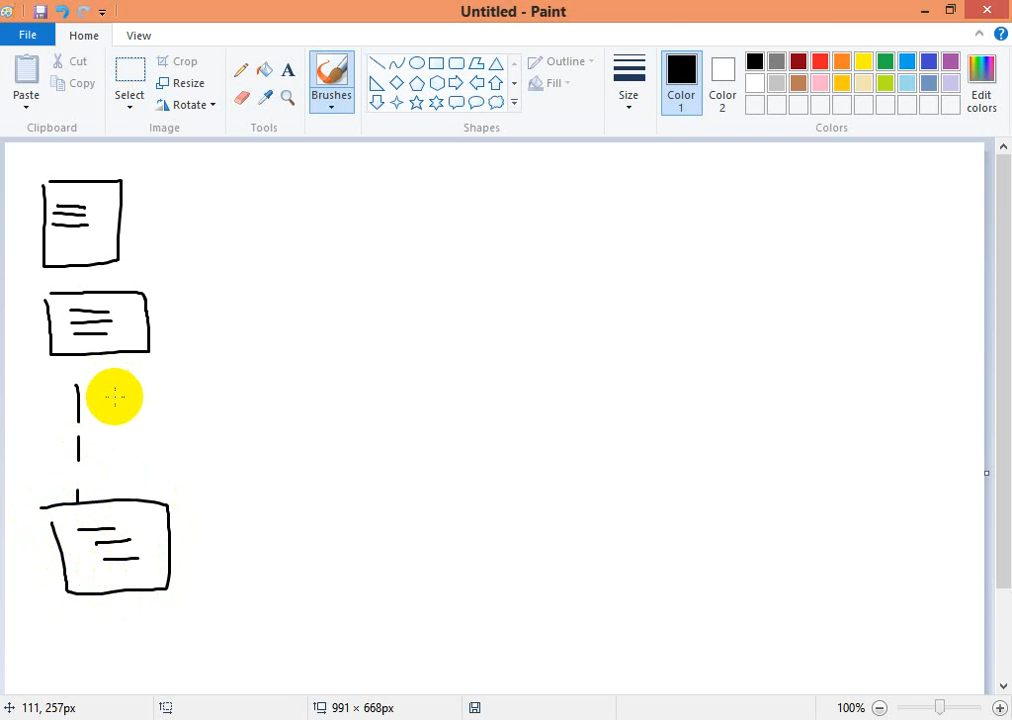 Untitled - Paint
File
Home
View
Paste
Cut
Copy
Clipboard
Select
Crop
Resize
Rotate
Image
A
Tools
Brushes
Outline
Fill
Shapes
Size
Color 1
Color 2
Edit colors
Colors
111, 257px
991 × 668px
100%